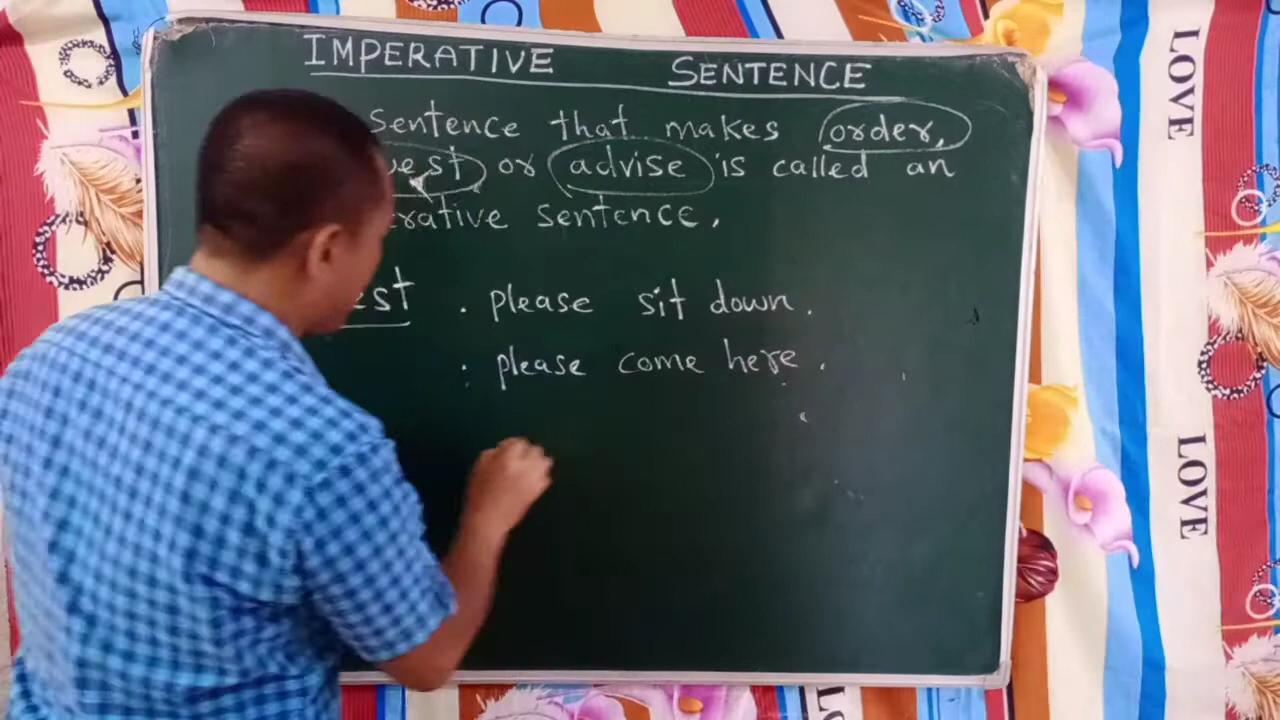 IMPERATIVE SENTENCE
sentence that makes order,
or advise is called an
sentence.
. please sit down.
: please come here.
LOVE
LOVE